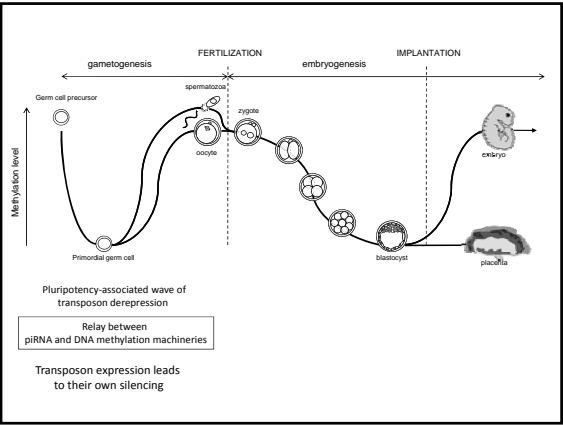 FERTILIZATION
IMPLANTATION
gametogenesis
embryogenesis
spermatozoa
Germ cell precursor
zygote
oocyte
embryo
Methylation level
Primordial germ cell
blastocyst
placenta
Pluripotency-associated wave of
transposon derepression
Relay between
piRNA and DNA methylation machineries
Transposon expression leads
to their own silencing